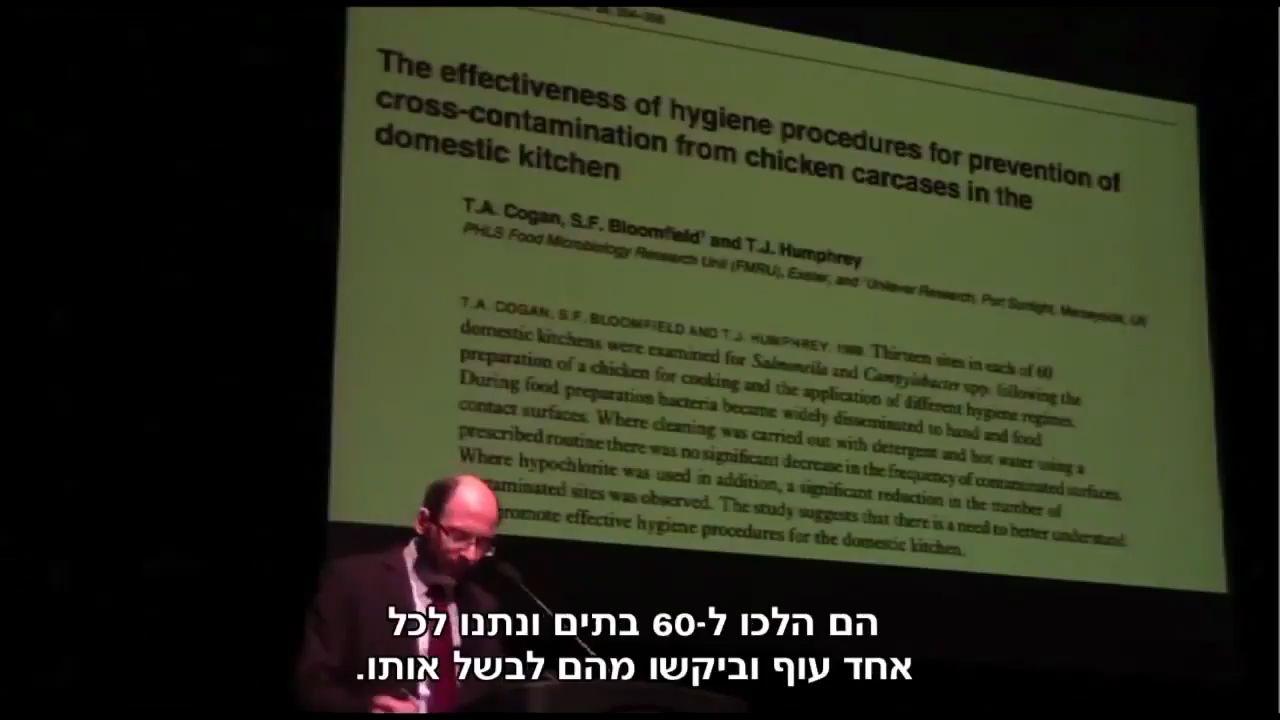 The effectiveness of hygiene procedures for prevention of
cross-contamination from chicken carcases in the
domestic kitchen
T.A. Cogan, S.F. Bloomfield¹ and T.J. Humphrey
PHLS Food Microbiology Research Unit (FMRU), Exeter, and ¹Unilever Research, Port Sunlight, Merseyside, UK
T.A. COGAN, S.F. BLOOMFIELD AND T.J. HUMPHREY. Thirteen sites in each of 60
domestic kitchens were examined for Salmonella and Campylobacter spp. following the
preparation of a chicken for cooking and the application of different hygiene regimes.
During food preparation bacteria became widely disseminated to hand and food
contact surfaces. Where cleaning was carried out with detergent and hot water using a
prescribed routine there was no significant decrease in the frequency of contaminated surfaces.
Where hypochlorite was used in addition, a significant reduction in the number of
taminated sites was observed. The study suggests that there is a need to better understand
promote effective hygiene procedures for the domestic kitchen.
הם הלכו ל-60 בתים ונתנו לכל
אחד עוף וביקשו מהם לבשל אותו.